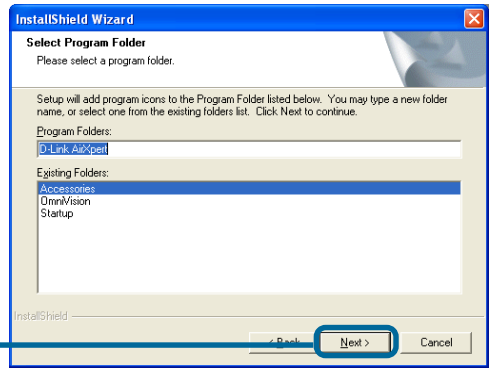 InstallShield Wizard
Select Program Folder
Please select a program folder.
Setup will add program icons to the Program Folder listed below. You may type a new folder
name, or select one from the existing folders list. Click Next to continue.
Program Folders:
D-Link AirXpert
Existing Folders:
Accessories
OmniVision
Startup
InstallShield
< Back Next > Cancel